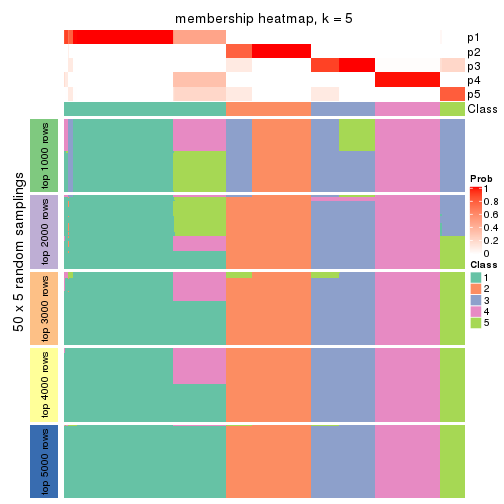 membership heatmap, k = 5
p1
p2
p3
p4
p5
Class
50 x 5 random samplings
top 1000 rows
top 2000 rows
top 3000 rows
top 4000 rows
top 5000 rows
Prob
1
0.8
0.6
0.4
0.2
0
Class
1
2
3
4
5